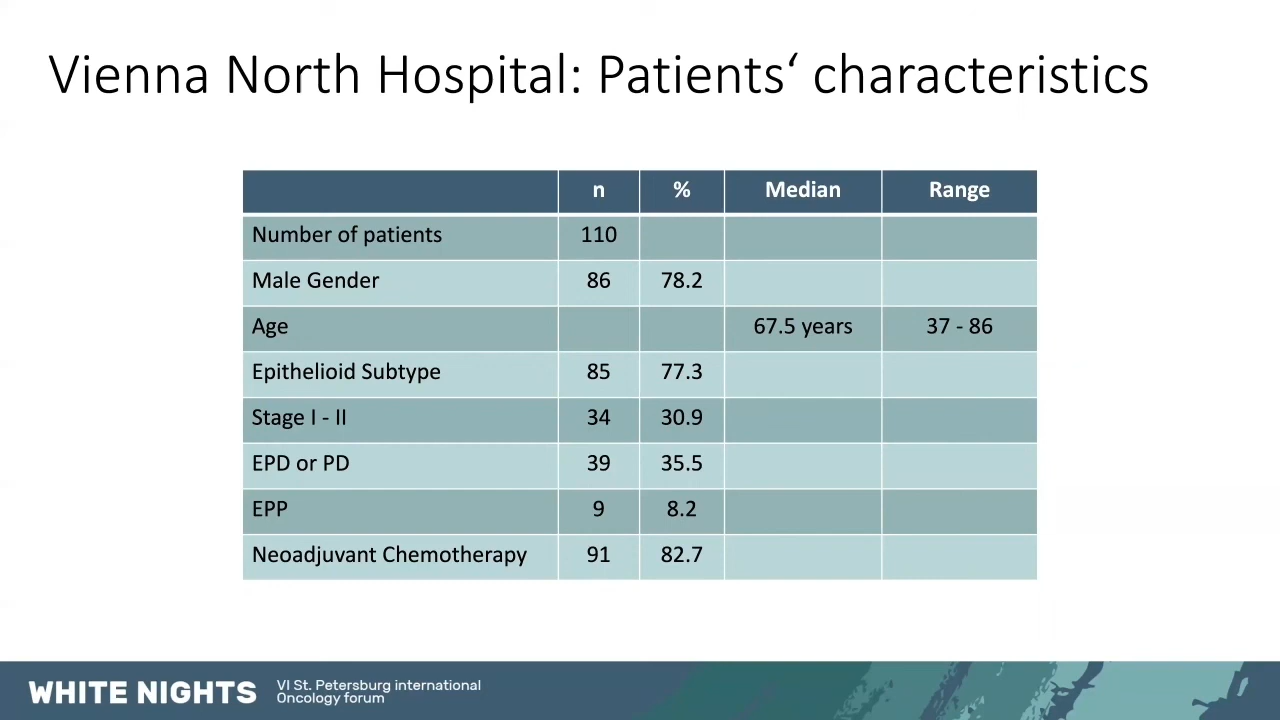 Vienna North Hospital: Patients‘ characteristics
n % Median Range
Number of patients 110
Male Gender 86 78.2
Age 67.5 years 37 - 86
Epithelioid Subtype 85 77.3
Stage I - II 34 30.9
EPD or PD 39 35.5
EPP 9 8.2
Neoadjuvant Chemotherapy 91 82.7
WHITE NIGHTS
VI St. Petersburg international
Oncology forum